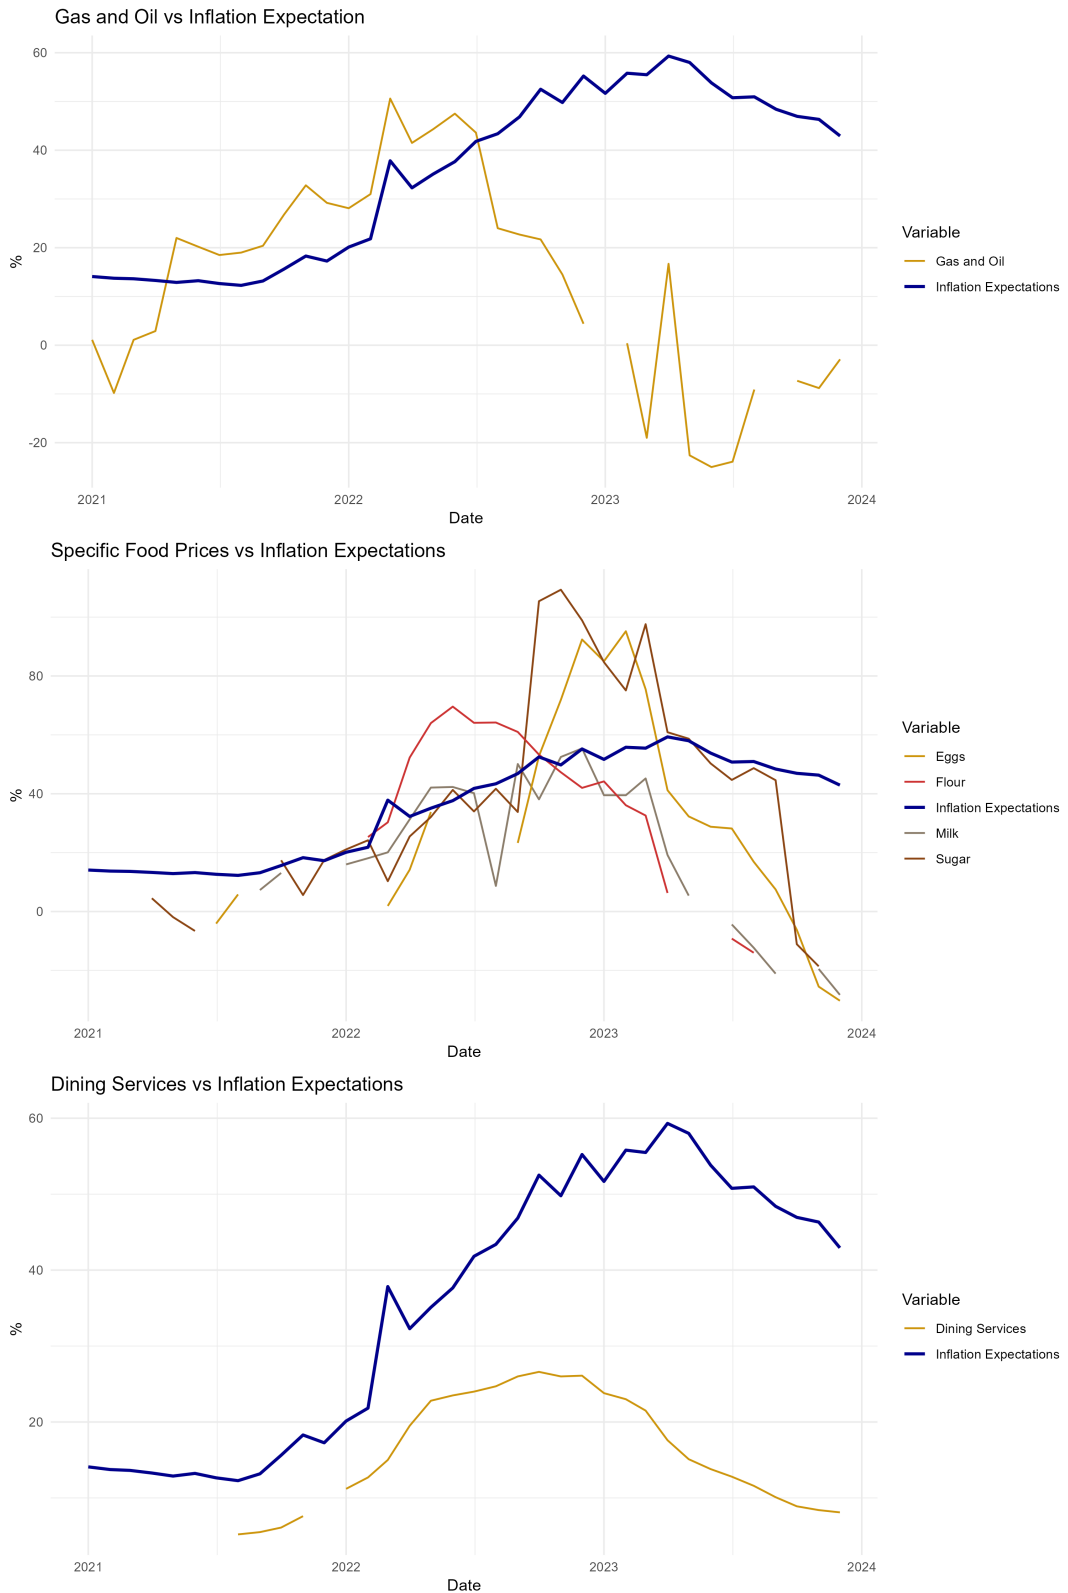 Gas and Oil vs Inflation Expectation
60
40
20
0
-20
%
2021
2022
2023
2024
Date
Variable
Gas and Oil
Inflation Expectations
Specific Food Prices vs Inflation Expectations
80
40
0
%
2021
2022
2023
2024
Date
Variable
Eggs
Flour
Inflation Expectations
Milk
Sugar
Dining Services vs Inflation Expectations
60
40
20
%
2021
2022
2023
2024
Date
Variable
Dining Services
Inflation Expectations